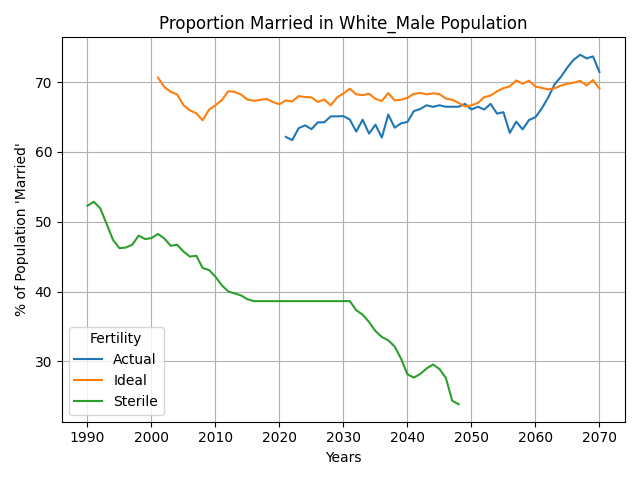 Proportion Married in White_Male Population
% of Population 'Married'
70
60
50
40
30
Fertility
Actual
Ideal
Sterile
1990 2000 2010 2020 2030 2040 2050 2060 2070
Years